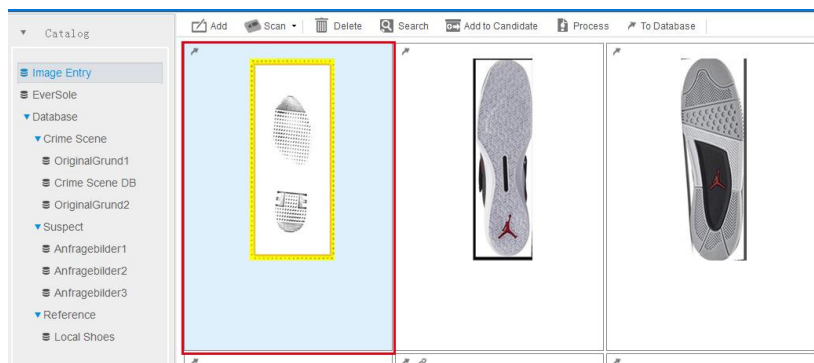 Catalog
Add Scan Delete Search Add to Candidate Process To Database
Image Entry
EverSole
Database
Crime Scene
OriginalGrund1
Crime Scene DB
OriginalGrund2
Suspect
Anfragebilder1
Anfragebilder2
Anfragebilder3
Reference
Local Shoes